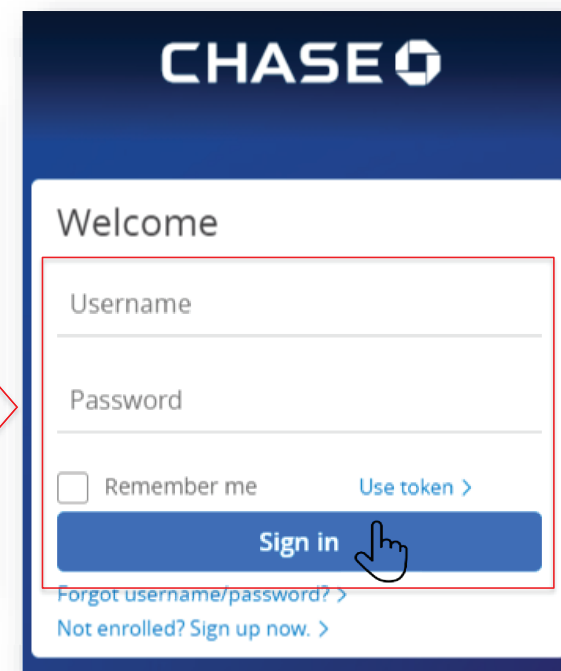 CHASE
Welcome
Username
Password
Remember me Use token >
Sign in
Forgot username/password? >
Not enrolled? Sign up now. >